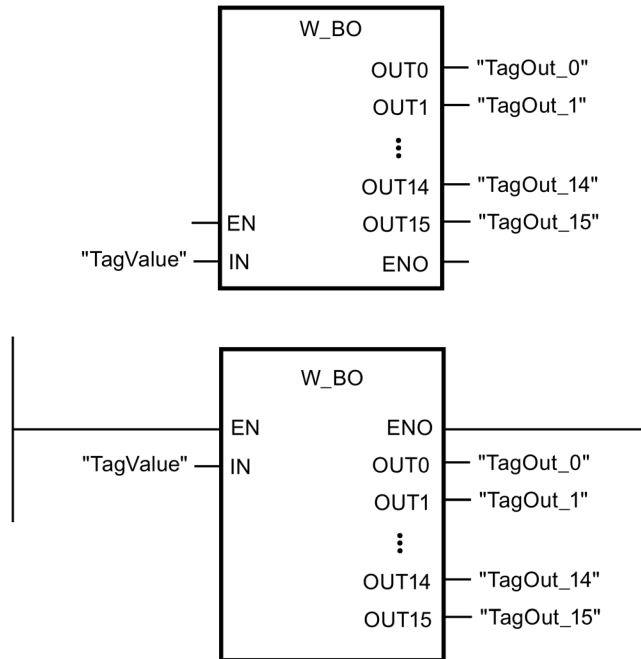 W_BO
OUT0 "TagOut_0"
OUT1 "TagOut_1"
OUT14 "TagOut_14"
EN OUT15 "TagOut_15"
"TagValue" IN ENO
W_BO
EN ENO
"TagValue" IN OUT0 "TagOut_0"
OUT1 "TagOut_1"
OUT14 "TagOut_14"
OUT15 "TagOut_15"